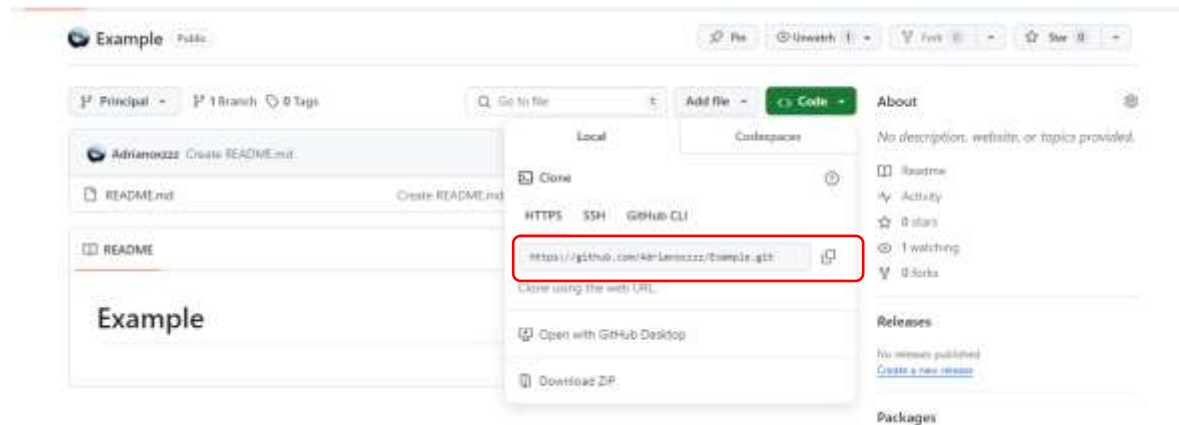 Example Public
Pin Unwatch 1 Fork 0 Star 0
Principal 1 Branch 0 Tags
Go to file t
Add file
Code
Local Codespaces
Clone
HTTPS SSH GitHub CLI
Clone using the web URL.
Open with GitHub Desktop
Download ZIP
Create README.md
README.md Create README.md
README
Example
About
No description, website, or topics provided.
Readme
Activity
0 stars
1 watching
0 forks
Releases
No releases published
Create a new release
Packages